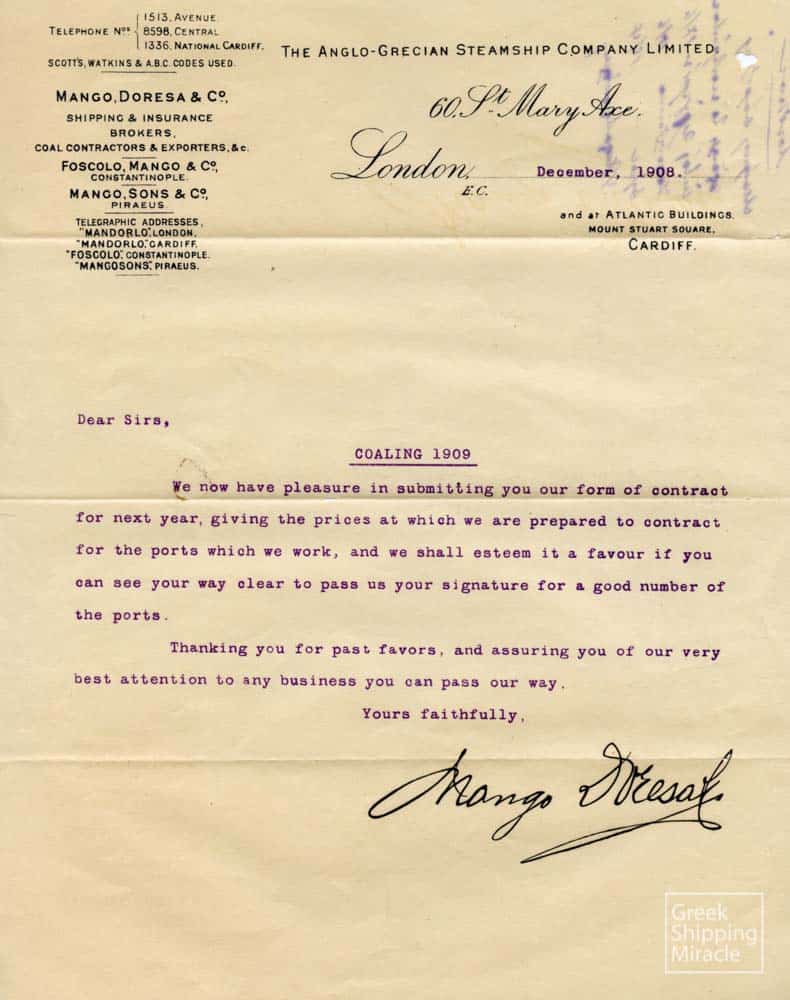 TELEPHONE Nos { 1513, AVENUE.
8598, CENTRAL
1336, NATIONAL CARDIFF.
SCOTT'S, WATKINS & A.B.C. CODES USED.
MANGO, DORESA & Co.,
SHIPPING & INSURANCE
BROKERS,
COAL CONTRACTORS & EXPORTERS, &c.
FOSCOLO, MANGO & Co.,
CONSTANTINOPLE.
MANGO, SONS & Co.,
PIRAEUS.
TELEGRAPHIC ADDRESSES,
"MANDORLO", LONDON.
"MANDORLO", CARDIFF.
"FOSCOLO", CONSTANTINOPLE.
"MANGOSONS", PIRAEUS.
THE ANGLO-GRECIAN STEAMSHIP COMPANY LIMITED.
60, St. Mary Axe.
London, December, 1908.
E.C.
and at ATLANTIC BUILDINGS.
MOUNT STUART SQUARE,
CARDIFF.
Dear Sirs,
COALING 1909
We now have pleasure in submitting you our form of contract
for next year, giving the prices at which we are prepared to contract
for the ports which we work, and we shall esteem it a favour if you
can see your way clear to pass us your signature for a good number of
the ports.
Thanking you for past favors, and assuring you of our very
best attention to any business you can pass our way.
Yours faithfully,
Mango Doresa
Greek
Shipping
Miracle